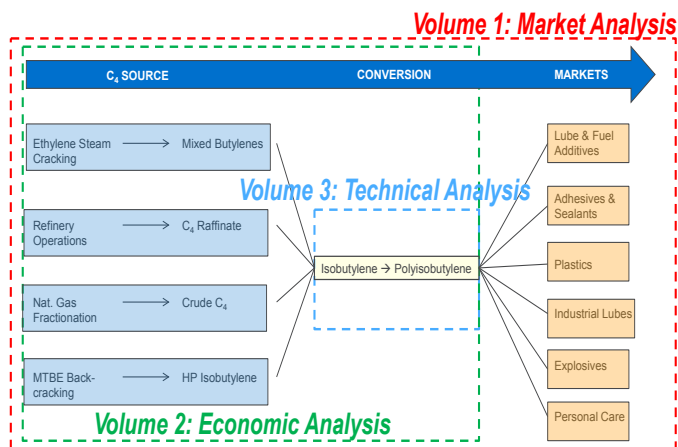 Volume 1: Market Analysis
C₄ SOURCE
CONVERSION
MARKETS
Ethylene Steam
Cracking
Mixed Butylenes
Refinery
Operations
C₄ Raffinate
Nat. Gas
Fractionation
Crude C₄
MTBE Back-
cracking
HP Isobutylene
Volume 3: Technical Analysis
Isobutylene → Polyisobutylene
Lube & Fuel
Additives
Adhesives &
Sealants
Plastics
Industrial Lubes
Explosives
Personal Care
Volume 2: Economic Analysis